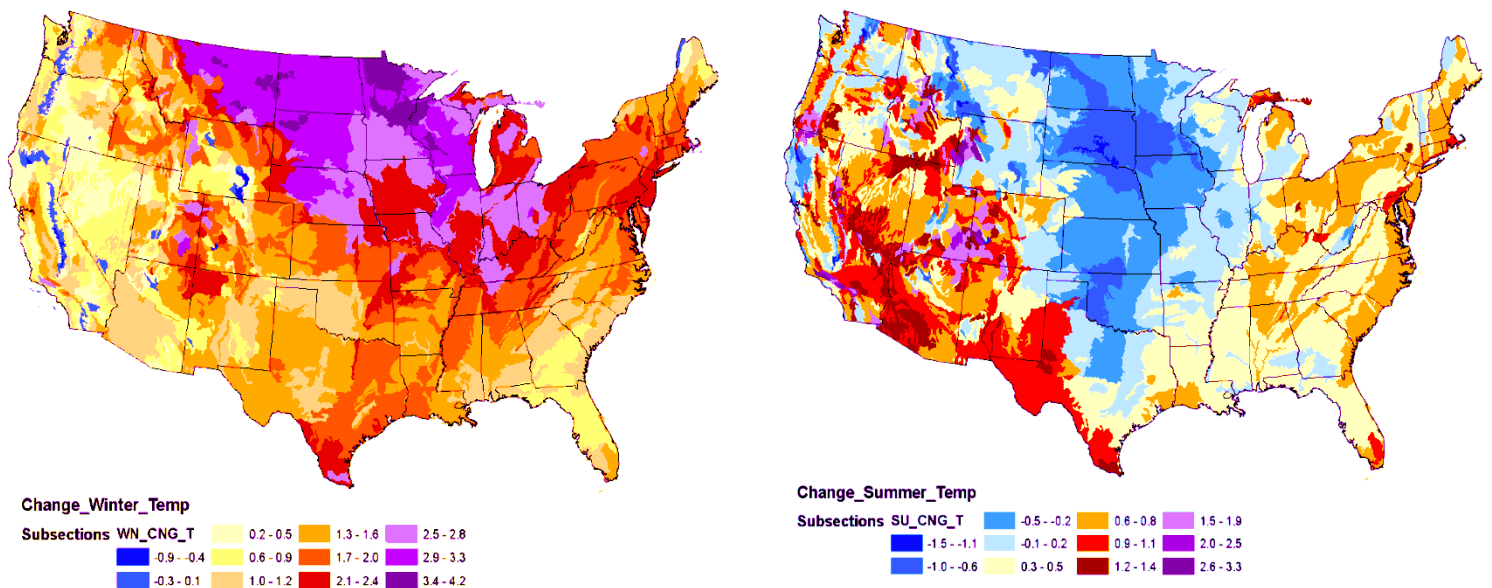 Change_Winter_Temp
Subsections WN_CNG_T 0.2 - 0.5 1.3 - 1.6 2.5 - 2.8
-0.9 - -0.4 0.6 - 0.9 1.7 - 2.0 2.9 - 3.3
-0.3 - 0.1 1.0 - 1.2 2.1 - 2.4 3.4 - 4.2
Change_Summer_Temp
Subsections SU_CNG_T -0.5 - -0.2 0.6 - 0.8 1.5 - 1.9
-1.5 - -1.1 -0.1 - 0.2 0.9 - 1.1 2.0 - 2.5
-1.0 - -0.6 0.3 - 0.5 1.2 - 1.4 2.6 - 3.3